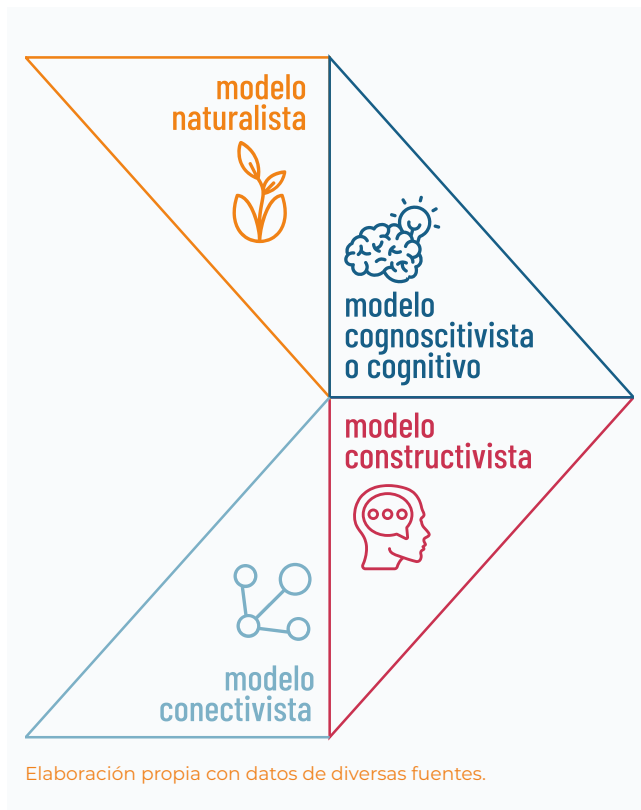 modelo
naturalista
modelo
cognoscitivista
o cognitivo
modelo
constructivista
modelo
conectivista
Elaboración propia con datos de diversas fuentes.